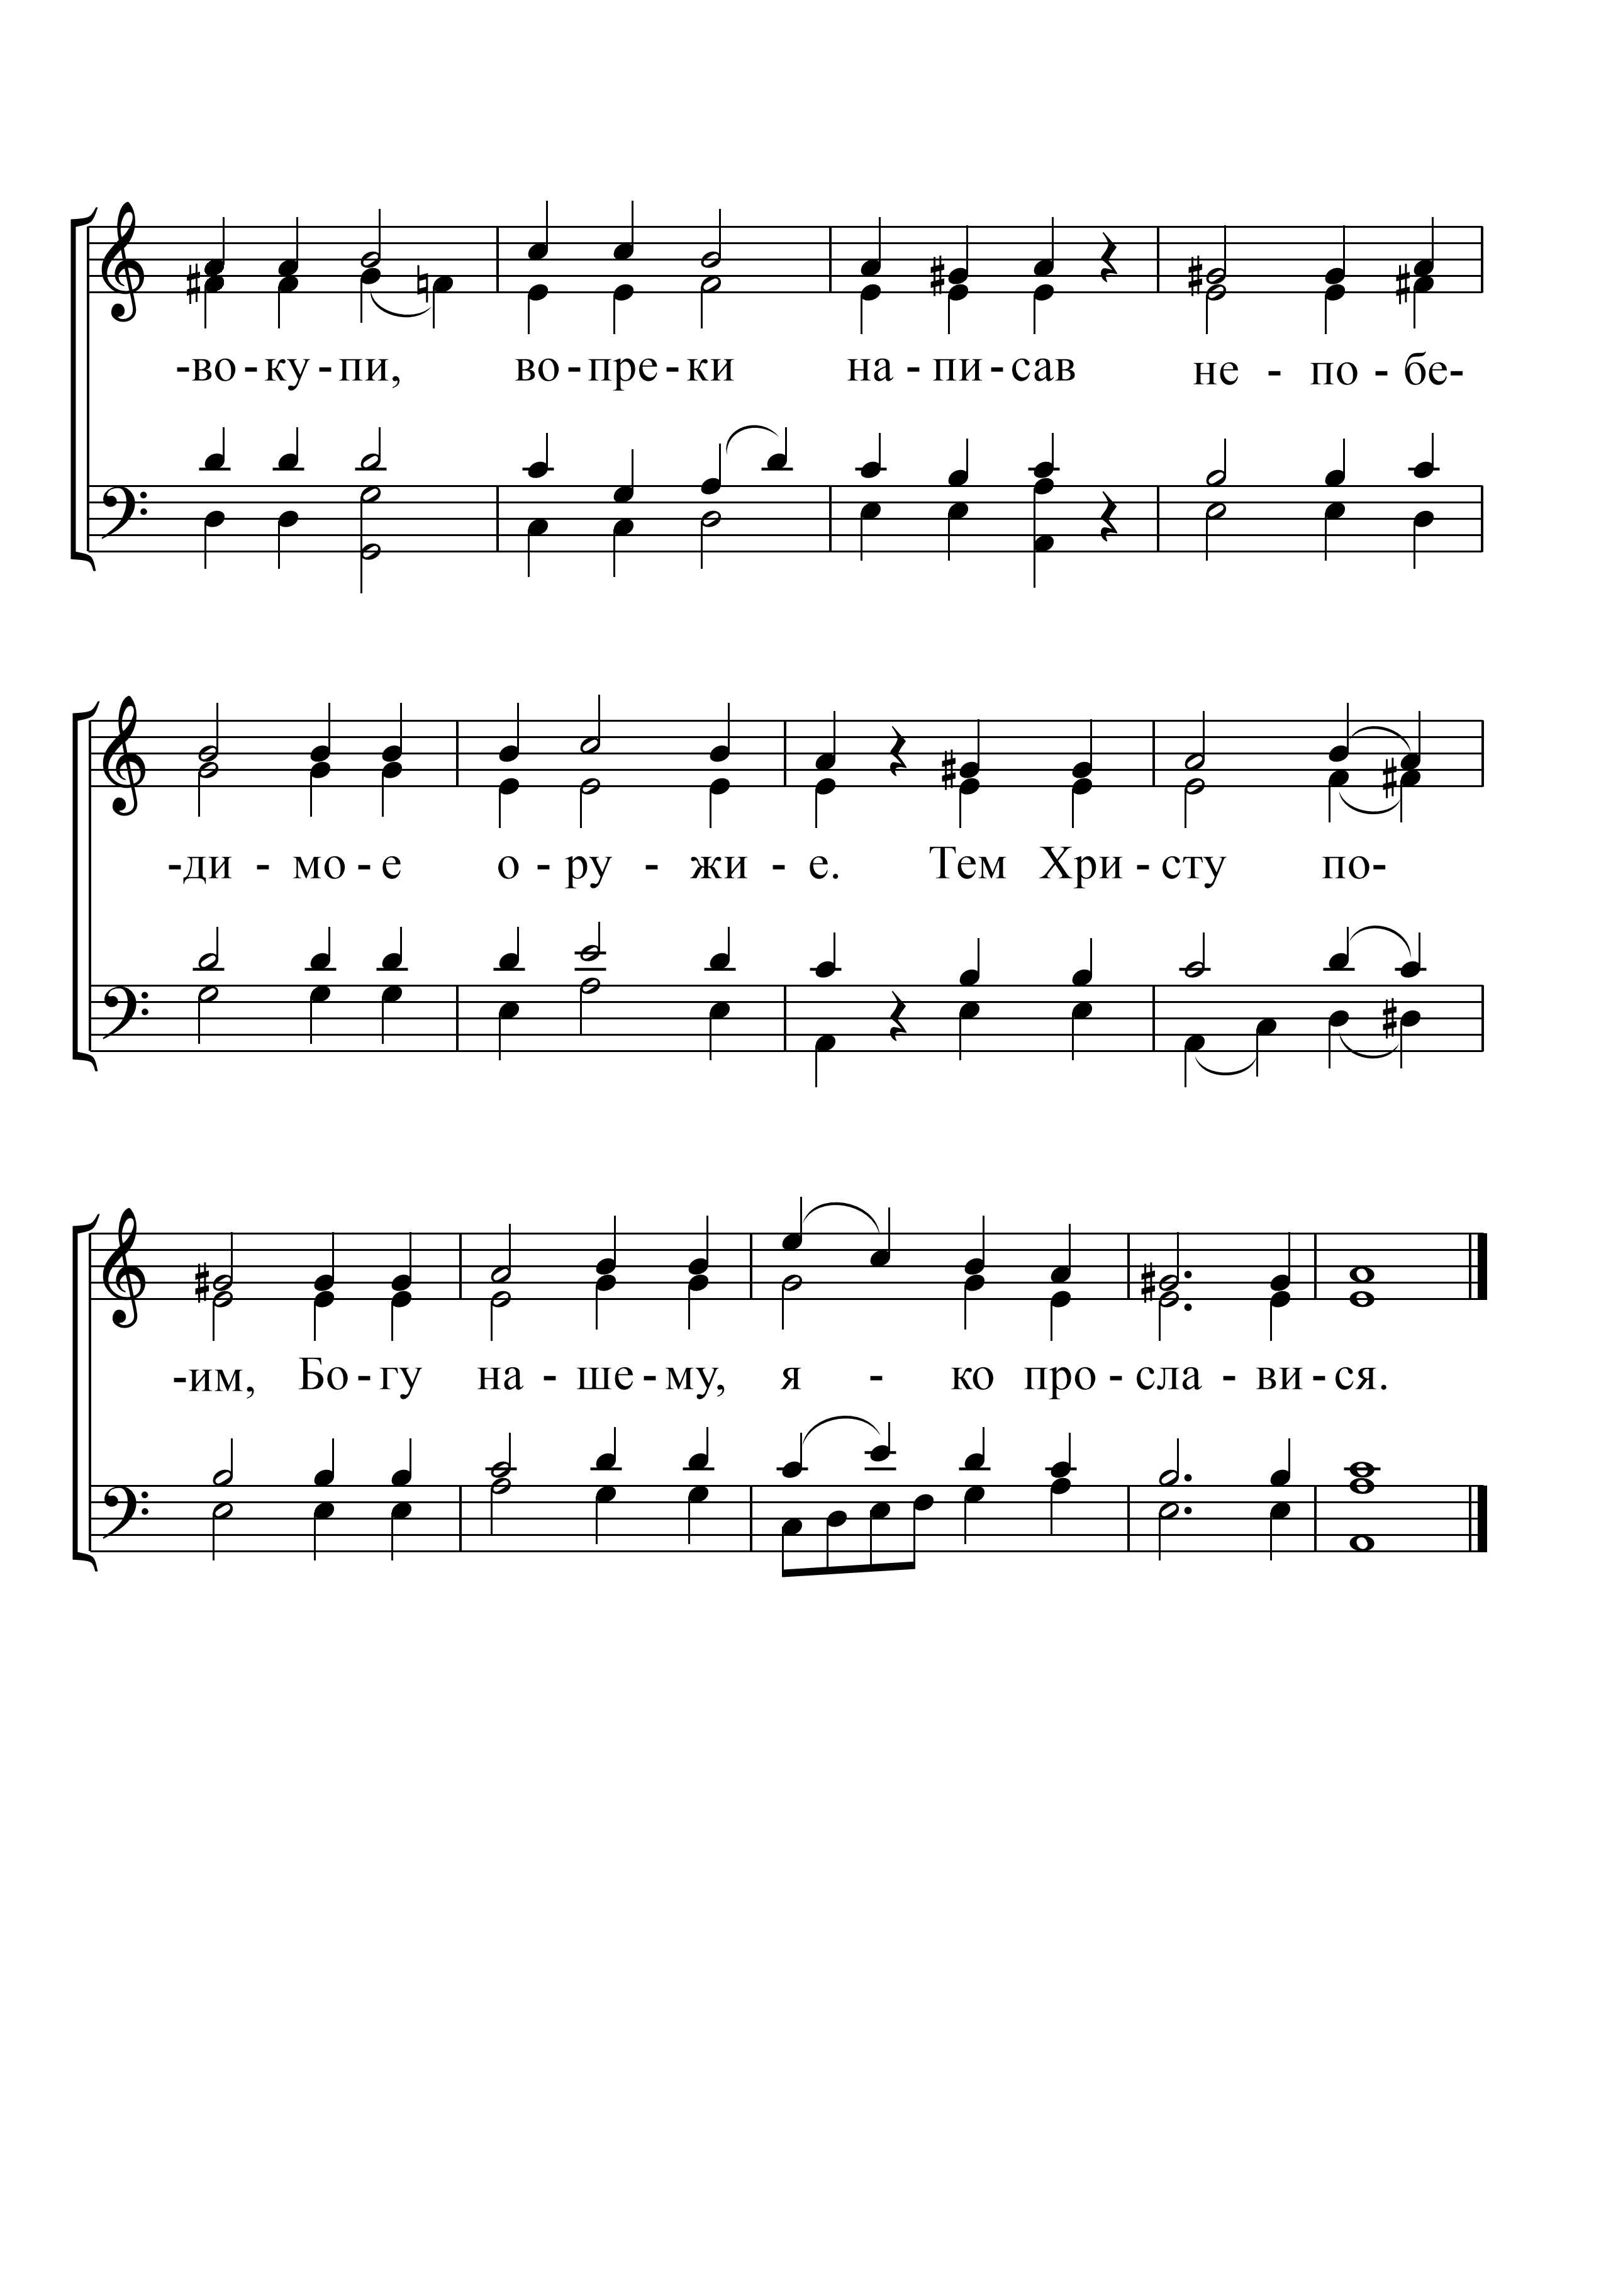 -во-ку-пи, во-пре-ки на-пи-сав не-по-бе-
-ди-мо-е о-ру-жи-е. Тем Хри-сту по-
-им, Бо-гу на-ше-му, я-ко про-сла-ви-ся.